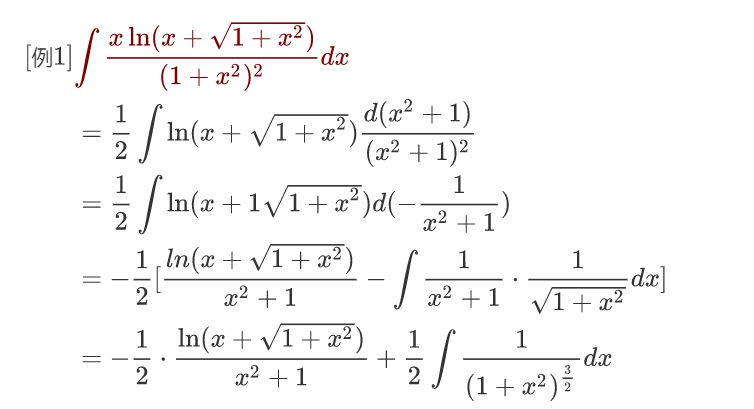 [例1]∫ x ln(x + √(1 + x²)) / (1 + x²)² dx
= 1/2 ∫ ln(x + √(1 + x²)) d(x² + 1) / (x² + 1)²
= 1/2 ∫ ln(x + 1√(1 + x²)) d(− 1 / (x² + 1))
= − 1/2 [ ln(x + √(1 + x²)) / (x² + 1) − ∫ 1 / (x² + 1) · 1 / √(1 + x²) dx]
= − 1/2 · ln(x + √(1 + x²)) / (x² + 1) + 1/2 ∫ 1 / (1 + x²)^(3/2) dx